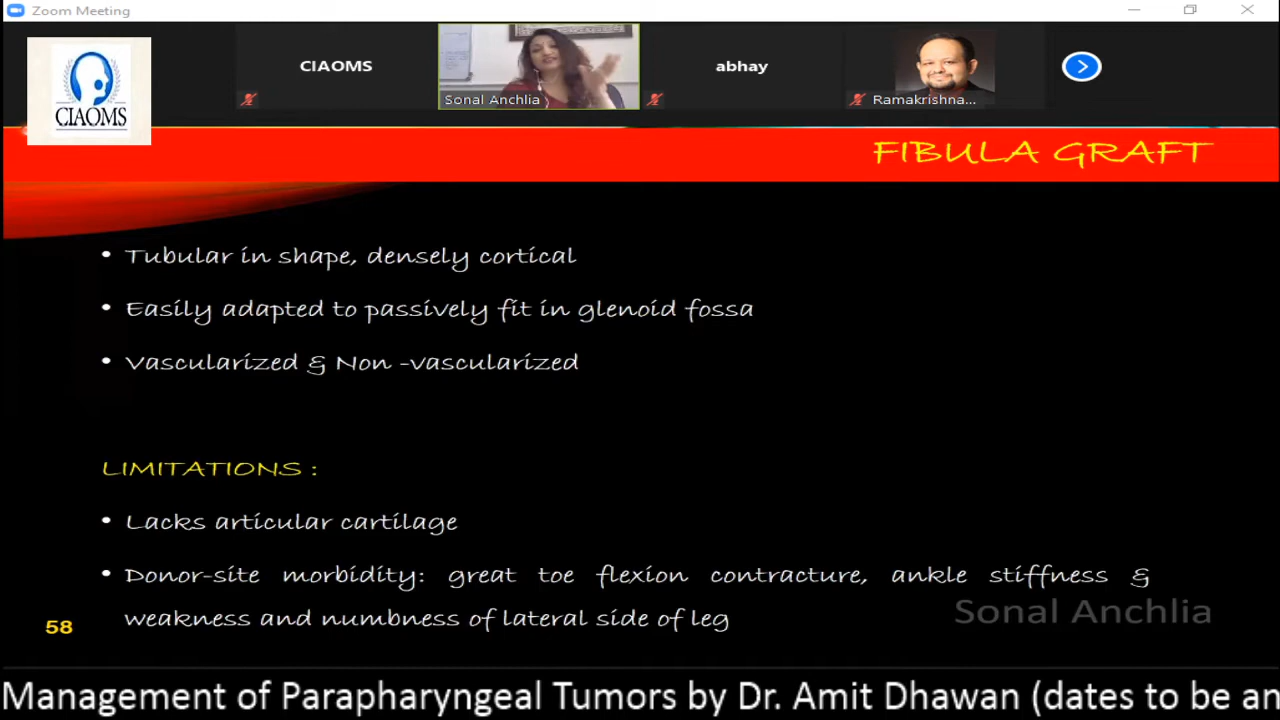 Zoom Meeting
CIAOMS
CIAOMS
Sonal Anchlia
abhay
Ramakrishna...
FIBULA GRAFT
• Tubular in shape, densely cortical
• Easily adapted to passively fit in glenoid fossa
• Vascularized & Non -vascularized
LIMITATIONS :
• Lacks articular cartilage
• Donor-site morbidity: great toe flexion contracture, ankle stiffness &
weakness and numbness of lateral side of leg
Sonal Anchlia
58
Management of Parapharyngeal Tumors by Dr. Amit Dhawan (dates to be an